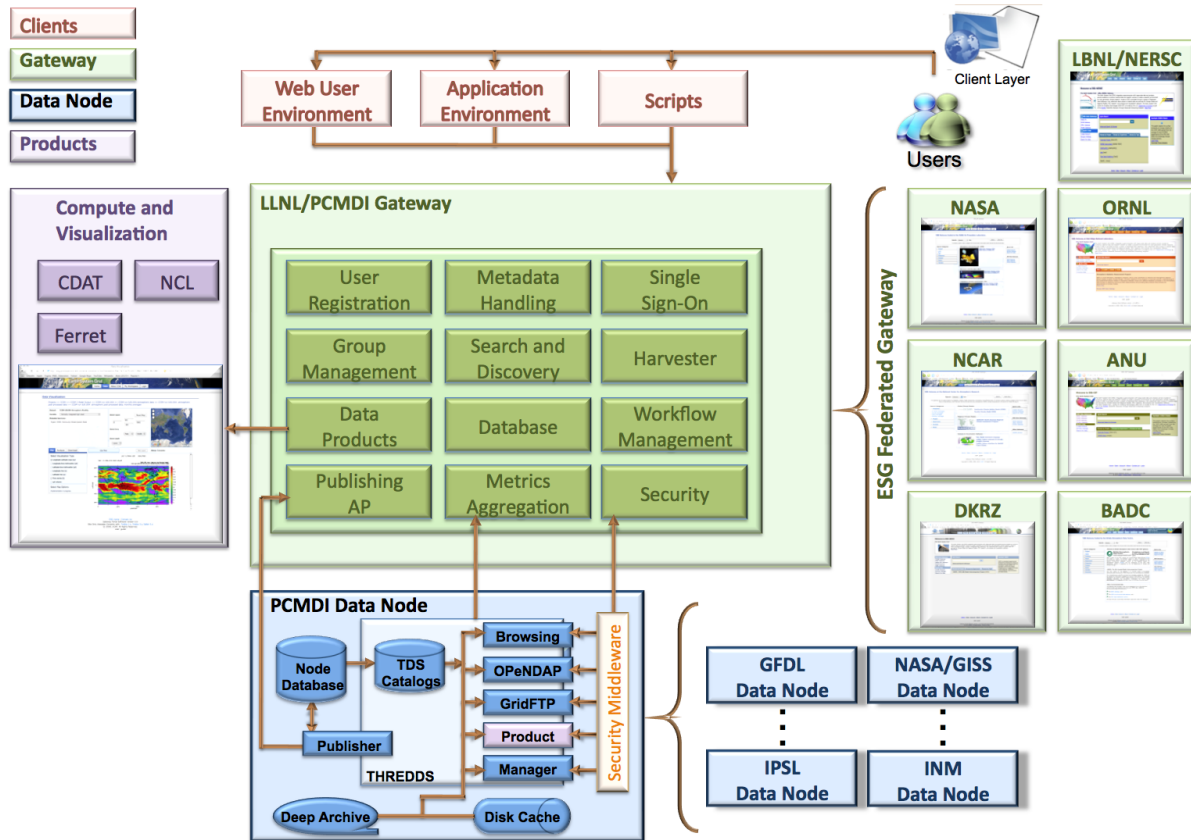 Clients
Gateway
Data Node
Products
Client Layer
Users
Web User
Environment
Application
Environment
Scripts
LBNL/NERSC
Compute and
Visualization
CDAT
NCL
Ferret
LLNL/PCMDI Gateway
User
Registration
Metadata
Handling
Single
Sign-On
Group
Management
Search and
Discovery
Harvester
Data
Products
Database
Workflow
Management
Publishing
AP
Metrics
Aggregation
Security
ESG Federated Gateway
NASA
ORNL
NCAR
ANU
DKRZ
BADC
PCMDI Data Node
Node
Database
TDS
Catalogs
Browsing
OPeNDAP
GridFTP
Product
Manager
Publisher
THREDDS
Deep Archive
Disk Cache
Security Middleware
GFDL
Data Node
NASA/GISS
Data Node
IPSL
Data Node
INM
Data Node